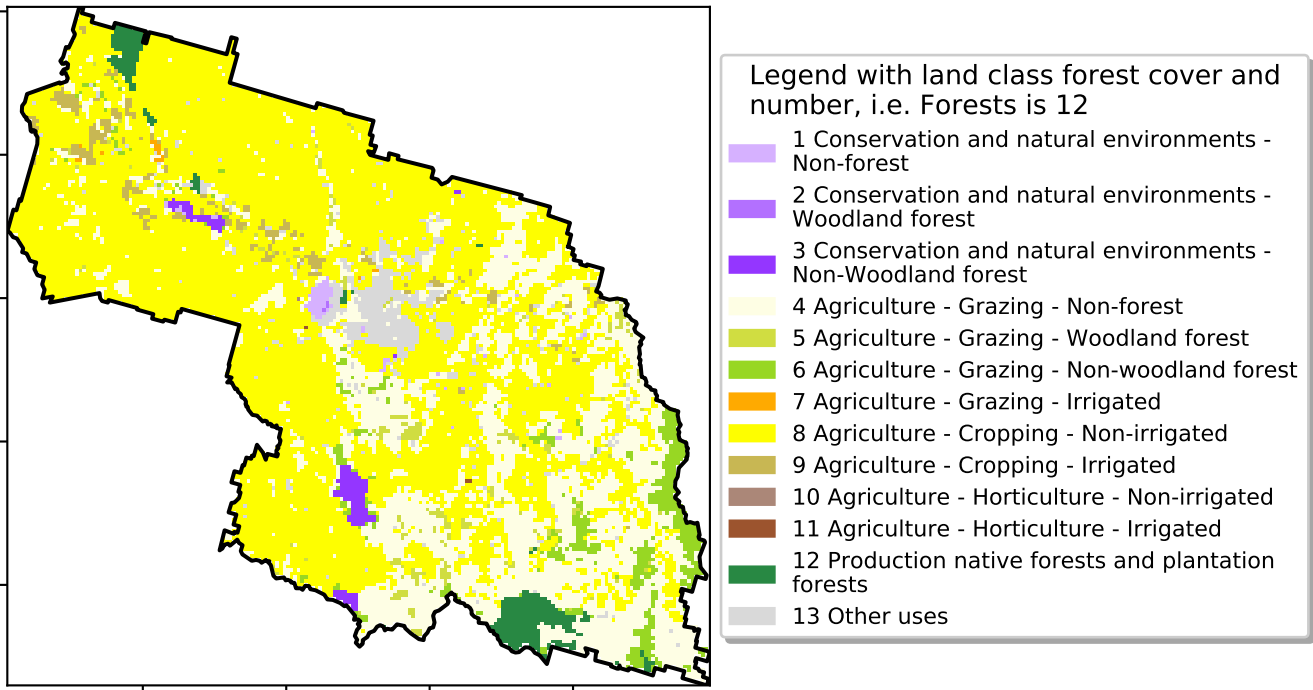 Legend with land class forest cover and
number, i.e. Forests is 12
1 Conservation and natural environments -
Non-forest
2 Conservation and natural environments -
Woodland forest
3 Conservation and natural environments -
Non-Woodland forest
4 Agriculture - Grazing - Non-forest
5 Agriculture - Grazing - Woodland forest
6 Agriculture - Grazing - Non-woodland forest
7 Agriculture - Grazing - Irrigated
8 Agriculture - Cropping - Non-irrigated
9 Agriculture - Cropping - Irrigated
10 Agriculture - Horticulture - Non-irrigated
11 Agriculture - Horticulture - Irrigated
12 Production native forests and plantation
forests
13 Other uses